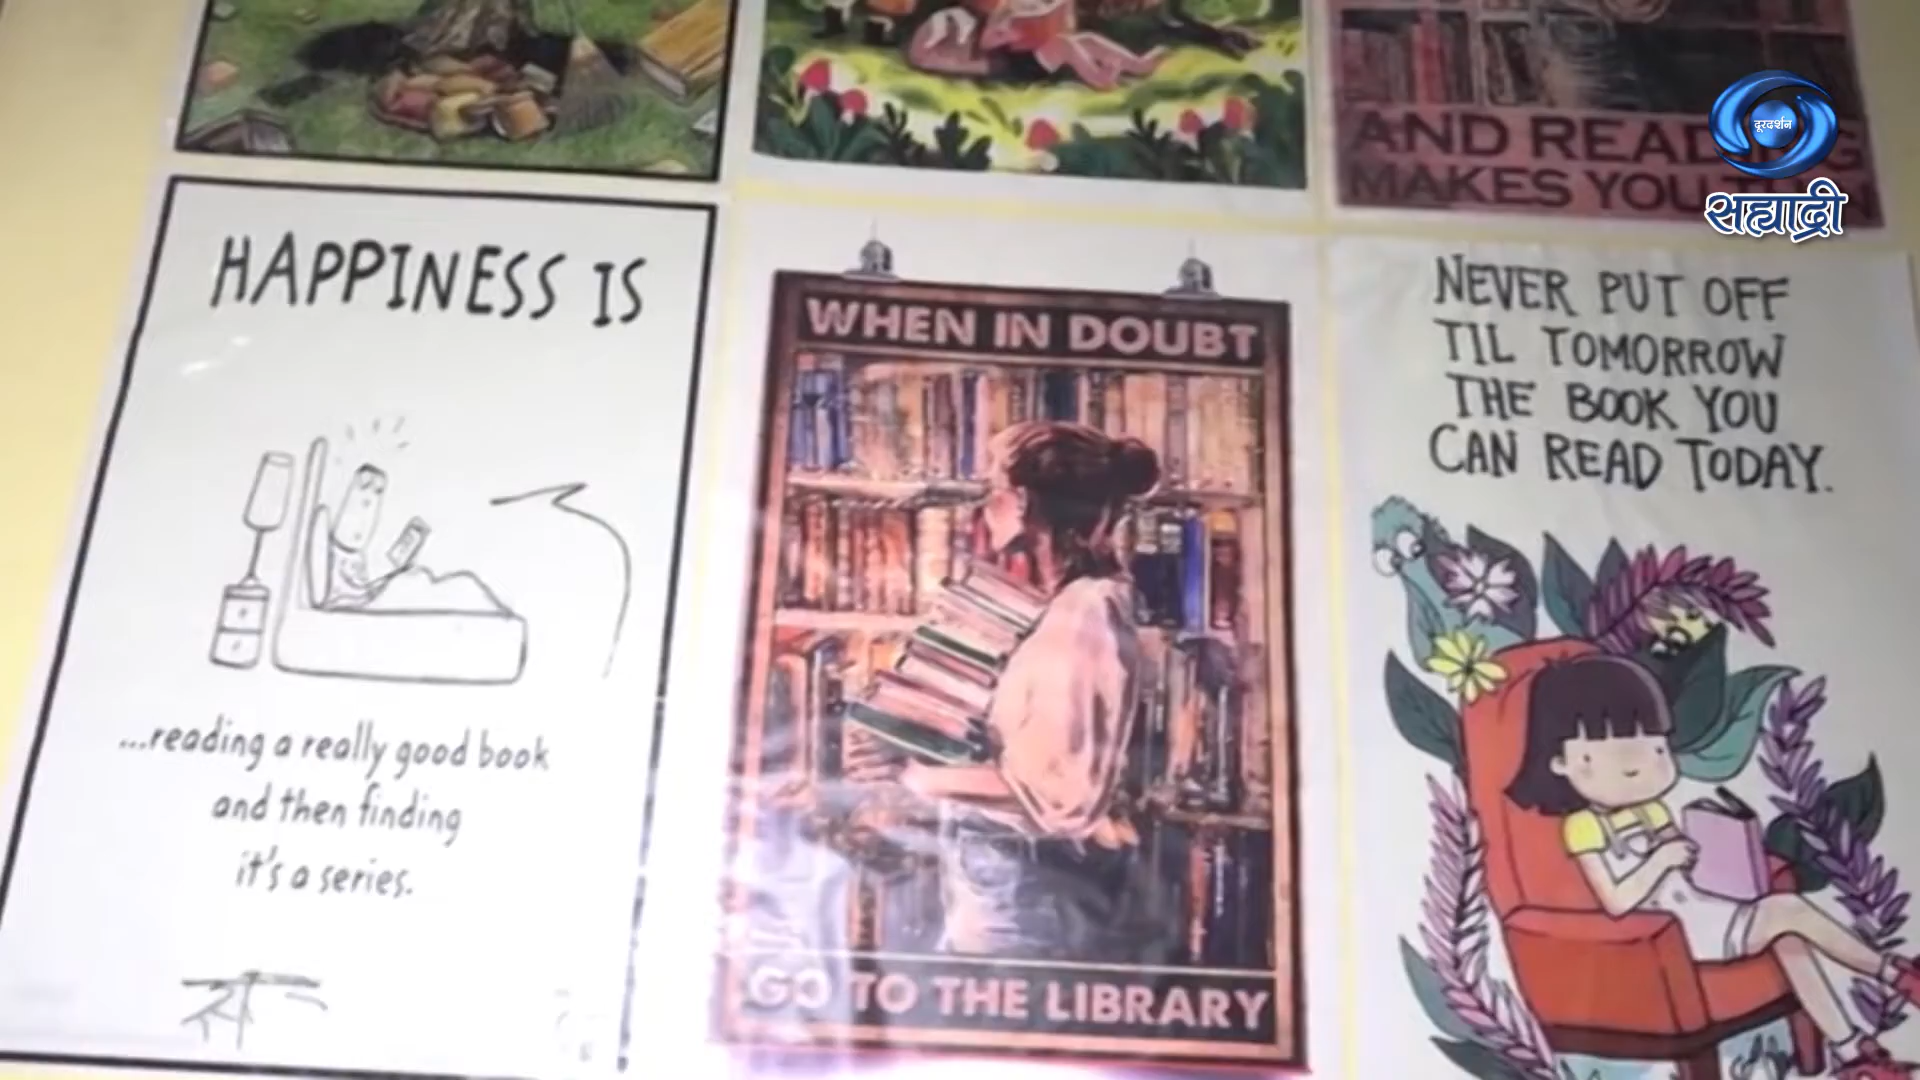 AND READING
MAKES YOU
दूरदर्शन
सह्याद्री
HAPPINESS IS
...reading a really good book
and then finding
it's a series.
WHEN IN DOUBT
GO TO THE LIBRARY
NEVER PUT OFF
TIL TOMORROW
THE BOOK YOU
CAN READ TODAY.